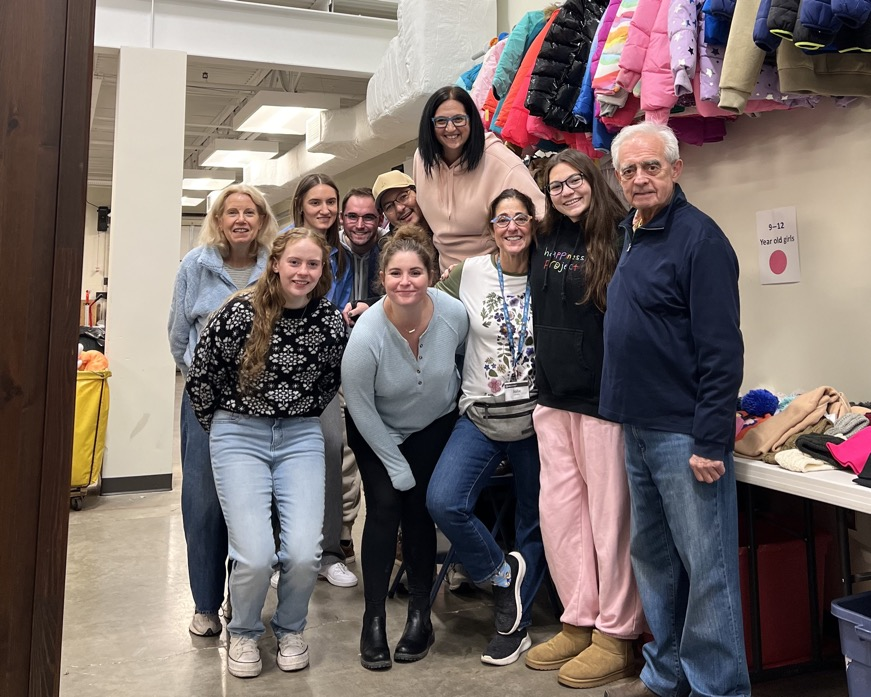 9–12
Year old girls
happiness
project